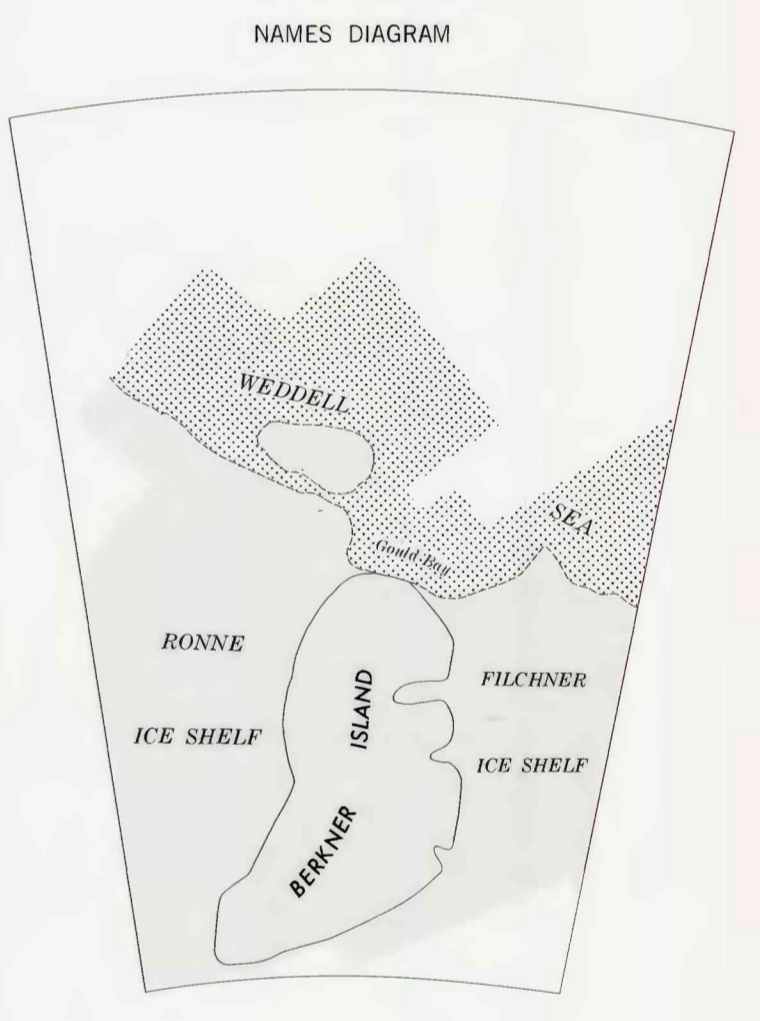 NAMES DIAGRAM
WEDDELL
SEA
Gould Bay
RONNE
ICE SHELF
BERKNER
ISLAND
FILCHNER
ICE SHELF